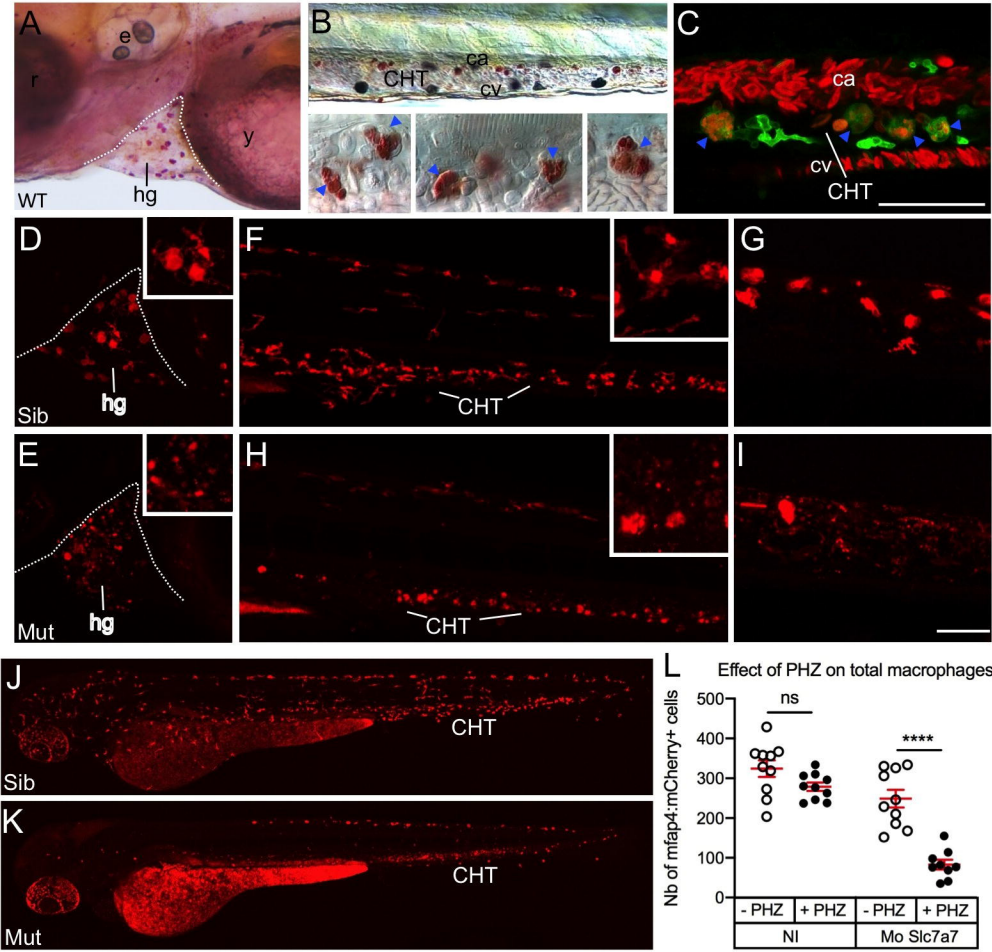 A
e
r
y
hg
WT
B
ca
CHT
cv
C
ca
cv
CHT
D
hg
Sib
F
CHT
G
E
hg
Mut
H
CHT
I
J
CHT
Sib
K
CHT
Mut
L
Effect of PHZ on total macrophages
ns
****
Nb of mfap4:mCherry+ cells
500
400
300
200
100
0
- PHZ + PHZ - PHZ + PHZ
NI Mo Slc7a7